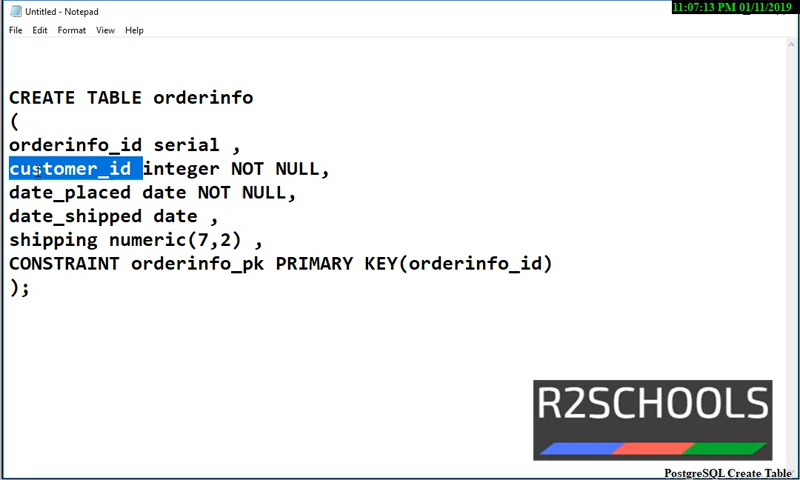 Untitled - Notepad
11:07:13 PM 01/11/2019
File Edit Format View Help
CREATE TABLE orderinfo
(
orderinfo_id serial ,
customer_id integer NOT NULL,
date_placed date NOT NULL,
date_shipped date ,
shipping numeric(7,2) ,
CONSTRAINT orderinfo_pk PRIMARY KEY(orderinfo_id)
);
R2SCHOOLS
PostgreSQL Create Table